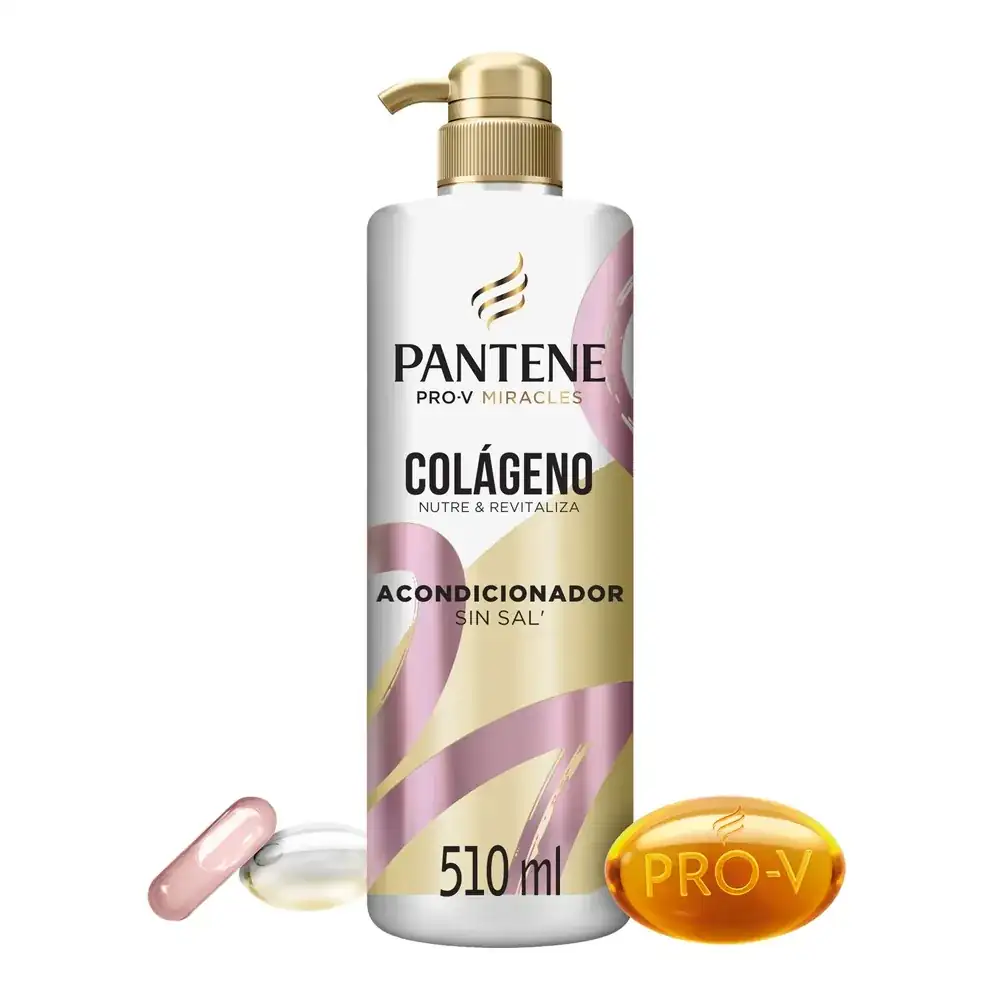 PANTENE
PRO-V MIRACLES
COLÁGENO
NUTRE & REVITALIZA
ACONDICIONADOR
SIN SAL'
510 ml
PRO-V